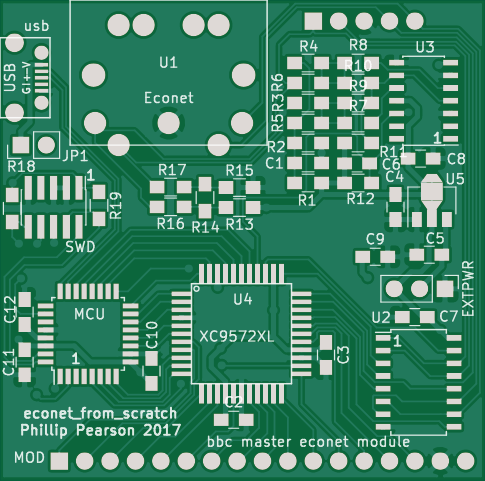 usb
USB
G i + V
U1
Econet
R4
R8
U3
R10
R6
R9
R3
R7
R5
1
R2
R11
C1
C6
C8
R18
JP1
R17
R15
1
R19
R1
R12
C4
U5
R16
R14
R13
SWD
C9
C5
EXTPWR
C12
MCU
U4
U2
C7
XC9572XL
1
C10
C3
1
C11
C2
econet_from_scratch
Phillip Pearson 2017
bbc master econet module
MOD